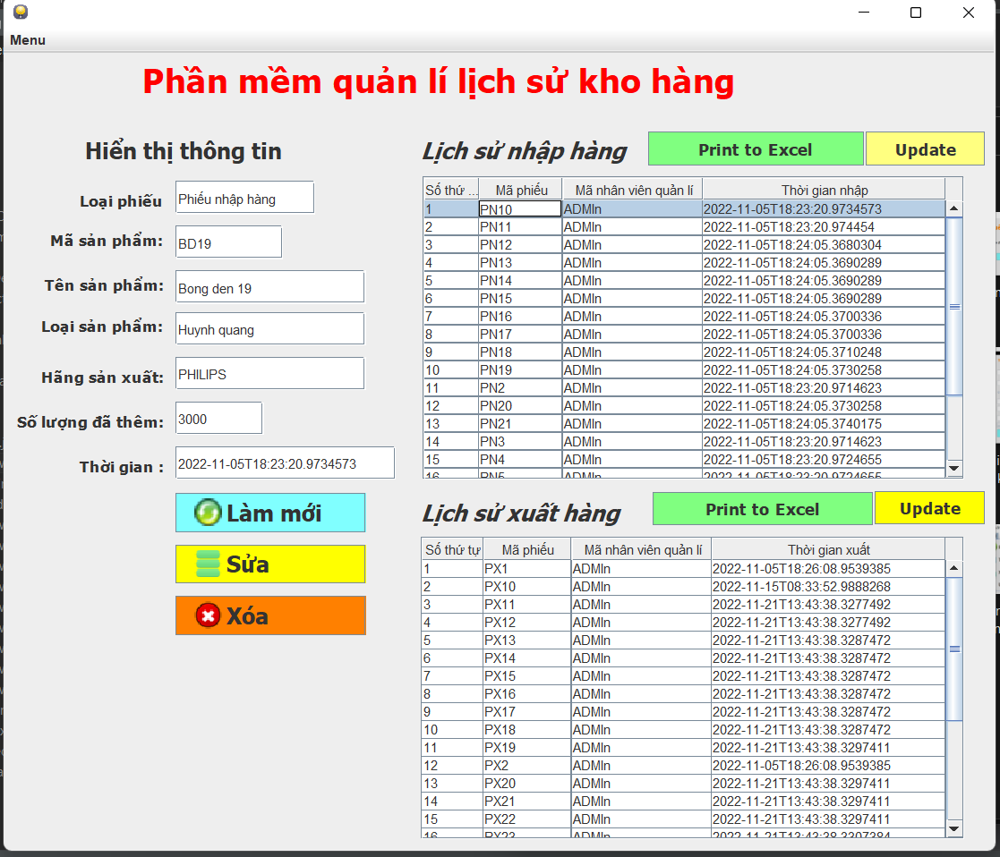 Menu
Phần mềm quản lí lịch sử kho hàng
Hiển thị thông tin
Loại phiếu Phiếu nhập hàng
Mã sản phẩm: BD19
Tên sản phẩm: Bong den 19
Loại sản phẩm: Huynh quang
Hãng sản xuất: PHILIPS
Số lượng đã thêm: 3000
Thời gian : 2022-11-05T18:23:20.9734573
Làm mới
Sửa
Xóa
Lịch sử nhập hàng Print to Excel Update
Số thứ ... Mã phiếu Mã nhân viên quản lí Thời gian nhập
1 PN10 ADMIn 2022-11-05T18:23:20.9734573
2 PN11 ADMIn 2022-11-05T18:23:20.974454
3 PN12 ADMIn 2022-11-05T18:24:05.3680304
4 PN13 ADMIn 2022-11-05T18:24:05.3690289
5 PN14 ADMIn 2022-11-05T18:24:05.3690289
6 PN15 ADMIn 2022-11-05T18:24:05.3690289
7 PN16 ADMIn 2022-11-05T18:24:05.3700336
8 PN17 ADMIn 2022-11-05T18:24:05.3700336
9 PN18 ADMIn 2022-11-05T18:24:05.3710248
10 PN19 ADMIn 2022-11-05T18:24:05.3730258
11 PN2 ADMIn 2022-11-05T18:23:20.9714623
12 PN20 ADMIn 2022-11-05T18:24:05.3730258
13 PN21 ADMIn 2022-11-05T18:24:05.3740175
14 PN3 ADMIn 2022-11-05T18:23:20.9714623
15 PN4 ADMIn 2022-11-05T18:23:20.9724655
16 PN5 ADMIn 2022-11-05T18:23:20.9724655
Lịch sử xuất hàng Print to Excel Update
Số thứ tự Mã phiếu Mã nhân viên quản lí Thời gian xuất
1 PX1 ADMIn 2022-11-05T18:26:08.9539385
2 PX10 ADMIn 2022-11-15T08:33:52.9888268
3 PX11 ADMIn 2022-11-21T13:43:38.3277492
4 PX12 ADMIn 2022-11-21T13:43:38.3277492
5 PX13 ADMIn 2022-11-21T13:43:38.3287472
6 PX14 ADMIn 2022-11-21T13:43:38.3287472
7 PX15 ADMIn 2022-11-21T13:43:38.3287472
8 PX16 ADMIn 2022-11-21T13:43:38.3287472
9 PX17 ADMIn 2022-11-21T13:43:38.3287472
10 PX18 ADMIn 2022-11-21T13:43:38.3287472
11 PX19 ADMIn 2022-11-21T13:43:38.3297411
12 PX2 ADMIn 2022-11-05T18:26:08.9539385
13 PX20 ADMIn 2022-11-21T13:43:38.3297411
14 PX21 ADMIn 2022-11-21T13:43:38.3297411
15 PX22 ADMIn 2022-11-21T13:43:38.3297411
16 PX23 ADMIn 2022-11-21T13:43:38.3307384